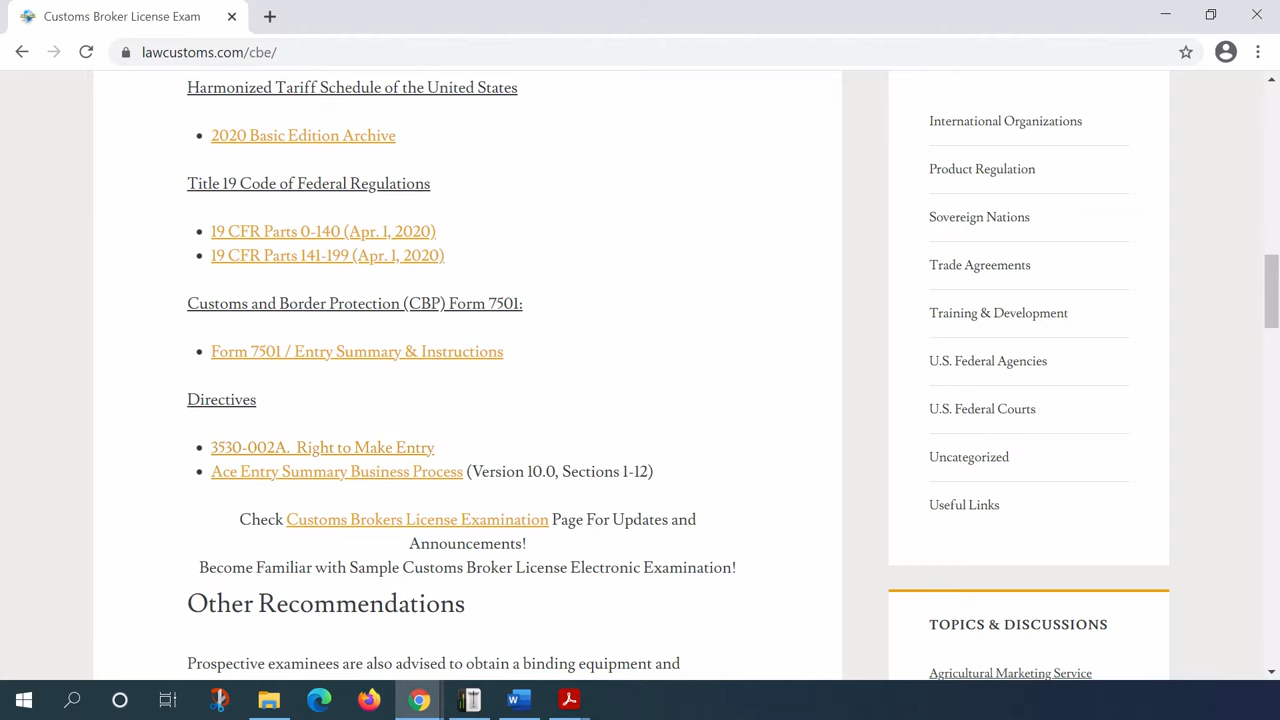 Customs Broker License Exam
lawcustoms.com/cbe/
Harmonized Tariff Schedule of the United States
2020 Basic Edition Archive
Title 19 Code of Federal Regulations
19 CFR Parts 0-140 (Apr. 1, 2020)
19 CFR Parts 141-199 (Apr. 1, 2020)
Customs and Border Protection (CBP) Form 7501:
Form 7501 / Entry Summary & Instructions
Directives
3530-002A.  Right to Make Entry
Ace Entry Summary Business Process (Version 10.0, Sections 1-12)
Check Customs Brokers License Examination Page For Updates and
Announcements!
Become Familiar with Sample Customs Broker License Electronic Examination!
Other Recommendations
Prospective examinees are also advised to obtain a binding equipment and
International Organizations
Product Regulation
Sovereign Nations
Trade Agreements
Training & Development
U.S. Federal Agencies
U.S. Federal Courts
Uncategorized
Useful Links
TOPICS & DISCUSSIONS
Agricultural Marketing Service